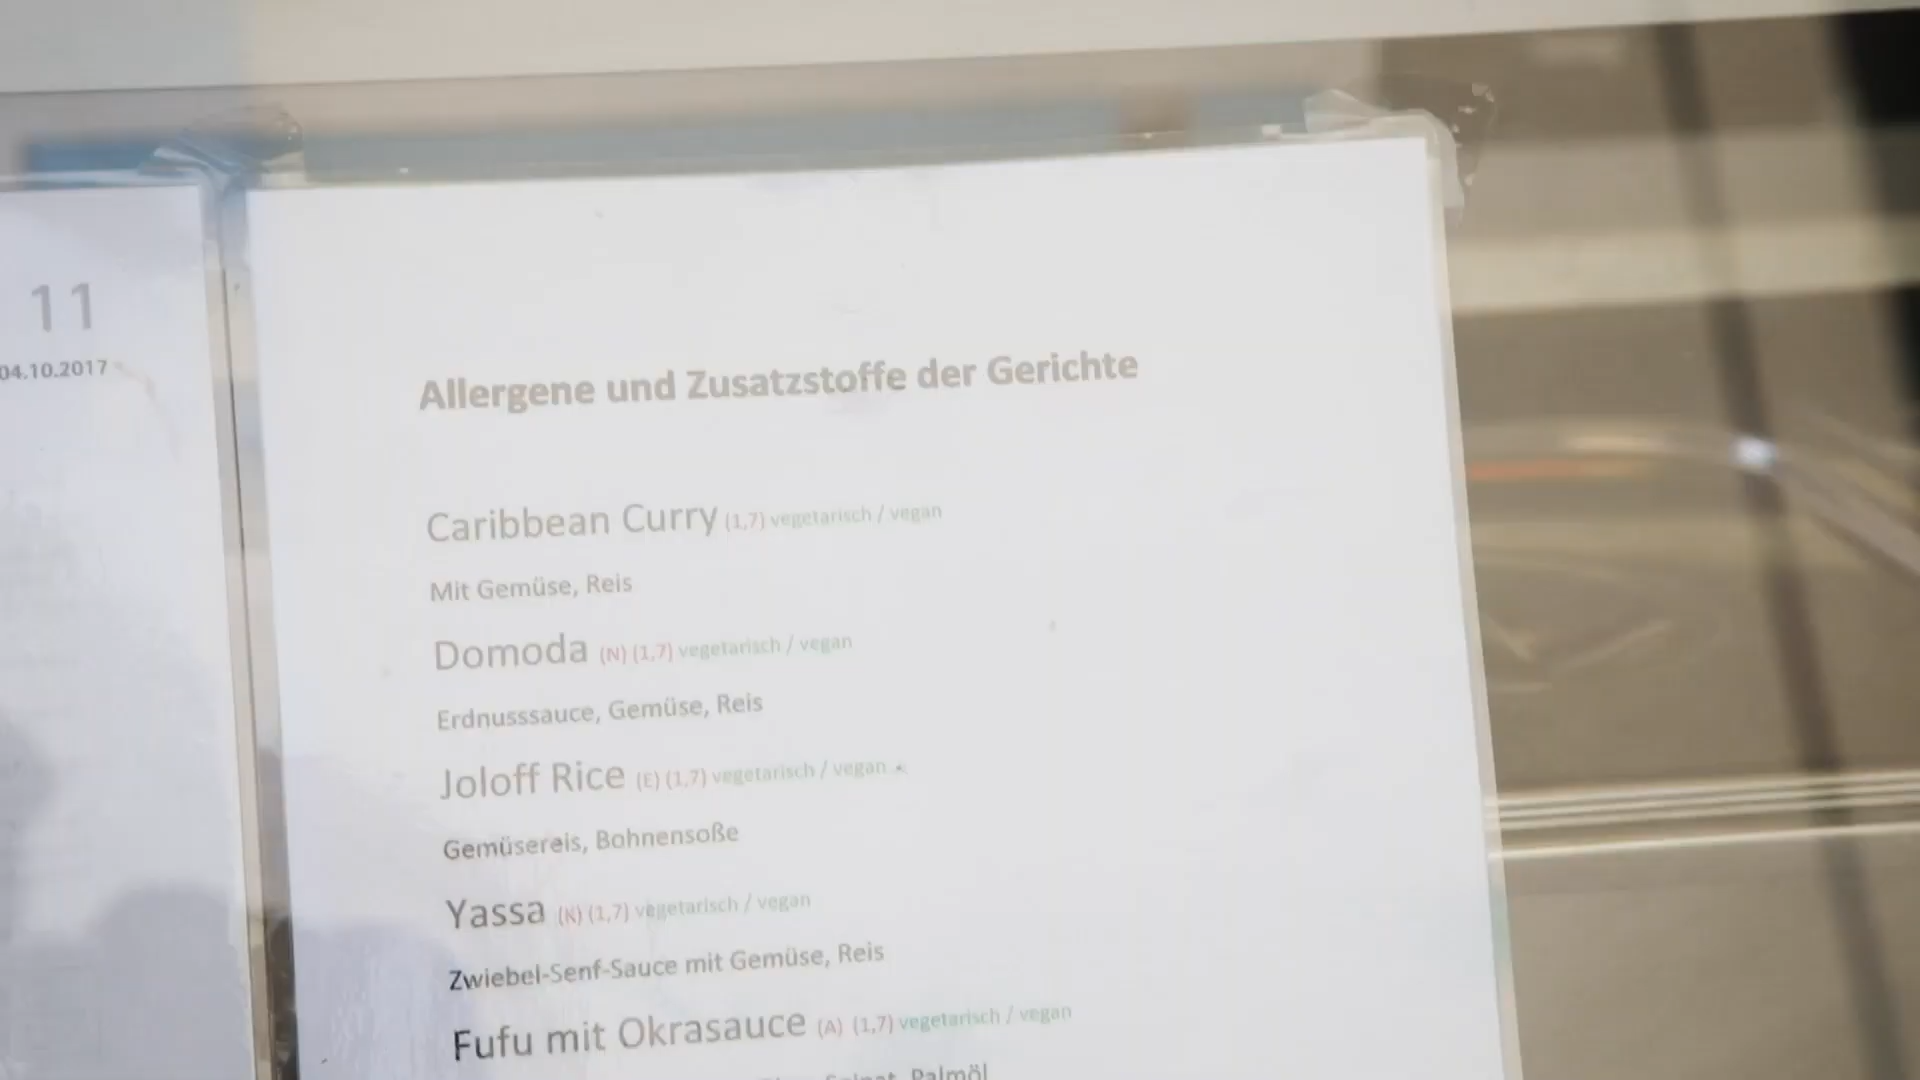 11
04.10.2017
Allergene und Zusatzstoffe der Gerichte
Caribbean Curry (1,7) vegetarisch / vegan
Mit Gemüse, Reis
Domoda (N) (1,7) vegetarisch / vegan
Erdnusssauce, Gemüse, Reis
Joloff Rice (E) (1,7) vegetarisch / vegan
Gemüsereis, Bohnensoße
Yassa (K) (1,7) vegetarisch / vegan
Zwiebel-Senf-Sauce mit Gemüse, Reis
Fufu mit Okrasauce (A) (1,7) vegetarisch / vegan
Spinat, Palmöl